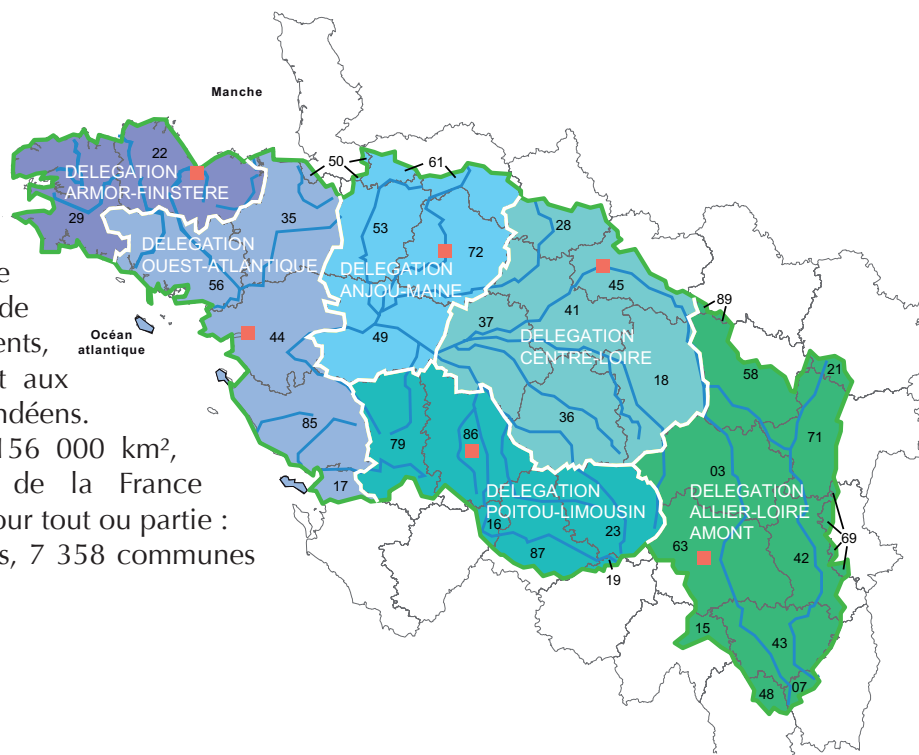 Manche
22
DELEGATION
ARMOR-FINISTERE
29
50
61
35
53
28
DELEGATION
OUEST-ATLANTIQUE
56
72
DELEGATION
ANJOU-MAINE
45
41
89
e
de
ents,
Océan
atlantique
t aux
ndéens.
156 000 km²,
de la France
our tout ou partie :
s, 7 358 communes
44
49
37
DELEGATION
CENTRE-LOIRE
18
36
58
21
71
85
79
86
17
03
DELEGATION
POITOU-LIMOUSIN
16
87
23
19
DELEGATION
ALLIER-LOIRE
AMONT
63
69
42
15
43
48
07